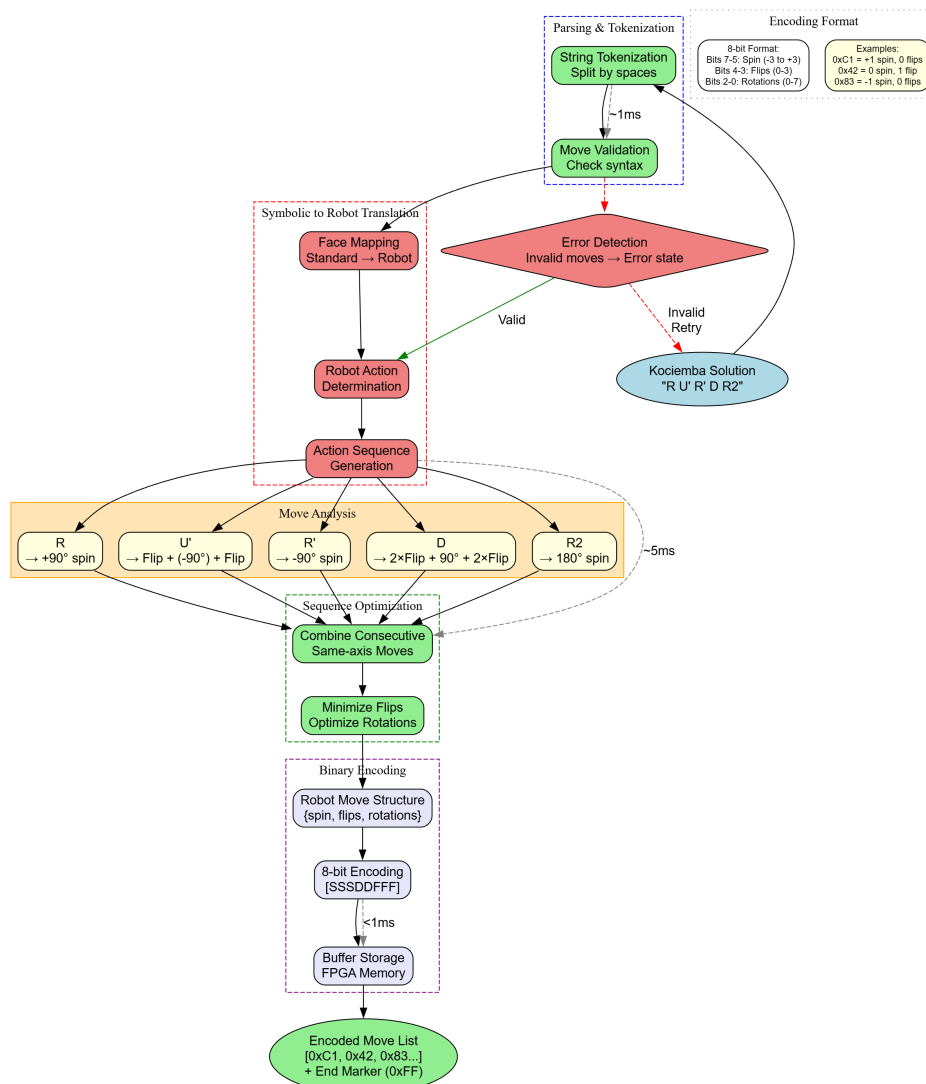 Encoding Format
8-bit Format:
Bits 7-5: Spin (-3 to +3)
Bits 4-3: Flips (0-3)
Bits 2-0: Rotations (0-7)
Examples:
0xC1 = +1 spin, 0 flips
0x42 = 0 spin, 1 flip
0x83 = -1 spin, 0 flips
Parsing & Tokenization
String Tokenization
Split by spaces
~1ms
Move Validation
Check syntax
Symbolic to Robot Translation
Face Mapping
Standard → Robot
Error Detection
Invalid moves → Error state
Valid
Invalid
Retry
Robot Action
Determination
Kociemba Solution
"R U' R' D R2"
Action Sequence
Generation
Move Analysis
R
→ +90° spin
U'
→ Flip + (-90°) + Flip
R'
→ -90° spin
D
→ 2×Flip + 90° + 2×Flip
R2
→ 180° spin
~5ms
Sequence Optimization
Combine Consecutive
Same-axis Moves
Minimize Flips
Optimize Rotations
Binary Encoding
Robot Move Structure
{spin, flips, rotations}
8-bit Encoding
[SSSDDFFF]
<1ms
Buffer Storage
FPGA Memory
Encoded Move List
[0xC1, 0x42, 0x83...]
+ End Marker (0xFF)